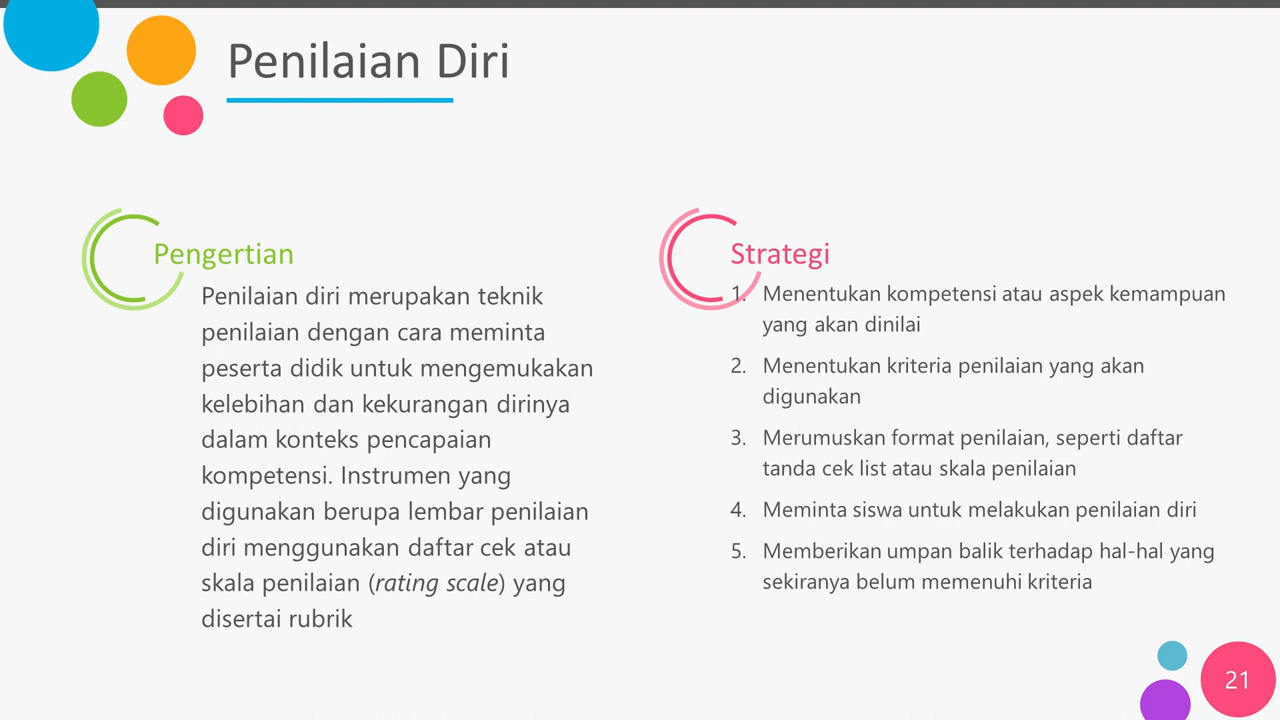 Penilaian Diri
Pengertian
Penilaian diri merupakan teknik
penilaian dengan cara meminta
peserta didik untuk mengemukakan
kelebihan dan kekurangan dirinya
dalam konteks pencapaian
kompetensi. Instrumen yang
digunakan berupa lembar penilaian
diri menggunakan daftar cek atau
skala penilaian (rating scale) yang
disertai rubrik
Strategi
1. Menentukan kompetensi atau aspek kemampuan
yang akan dinilai
2. Menentukan kriteria penilaian yang akan
digunakan
3. Merumuskan format penilaian, seperti daftar
tanda cek list atau skala penilaian
4. Meminta siswa untuk melakukan penilaian diri
5. Memberikan umpan balik terhadap hal-hal yang
sekiranya belum memenuhi kriteria
21